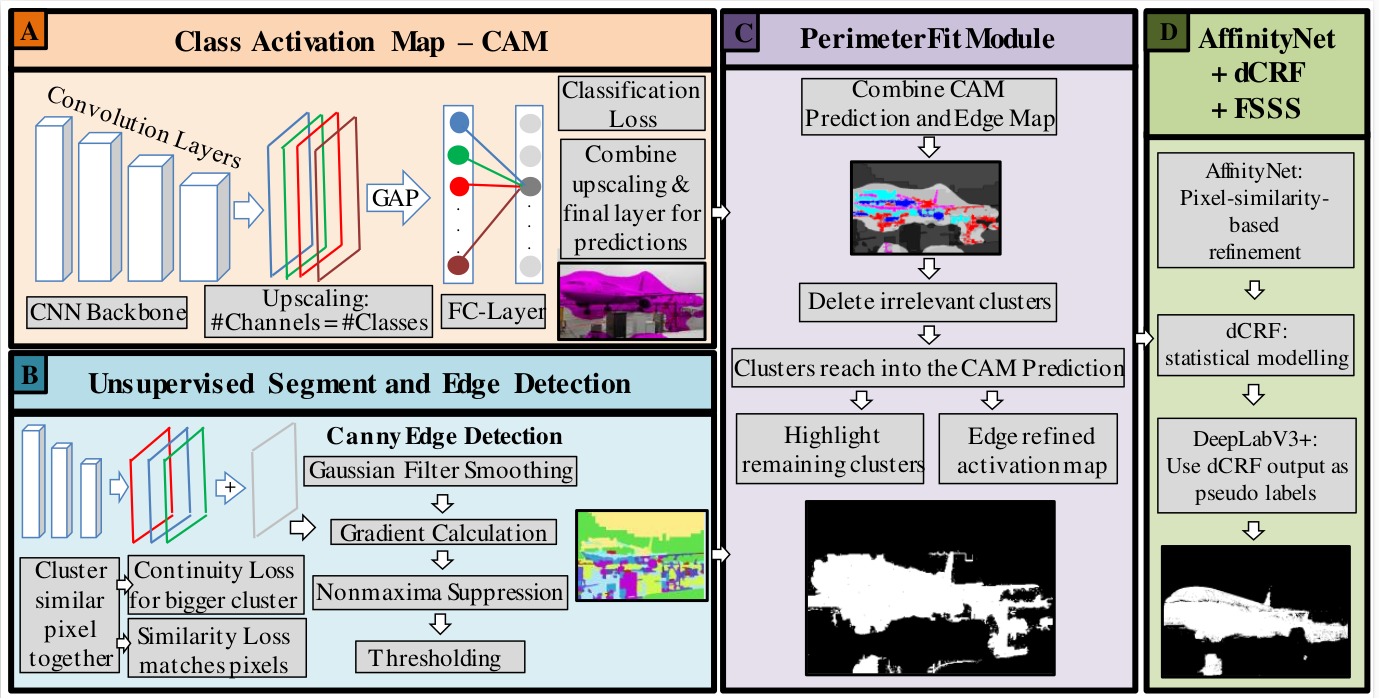 A
Class Activation Map – CAM
Convolution Layers
GAP
CNN Backbone
Upscaling:
#Channels = #Classes
FC-Layer
Classification
Loss
Combine
upscaling &
final layer for
predictions
B
Unsupervised Segment and Edge Detection
+
Canny Edge Detection
Gaussian Filter Smoothing
Gradient Calculation
Nonmaxima Suppression
Thresholding
Cluster
similar
pixel
together
Continuity Loss
for bigger cluster
Similarity Loss
matches pixels
C
PerimeterFit Module
Combine CAM
Prediction and Edge Map
Delete irrelevant clusters
Clusters reach into the CAM Prediction
Highlight
remaining clusters
Edge refined
activation map
D
AffinityNet
+ dCRF
+ FSSS
AffinityNet:
Pixel-similarity-
based
refinement
dCRF:
statistical modelling
DeepLabV3+:
Use dCRF output as
pseudo labels